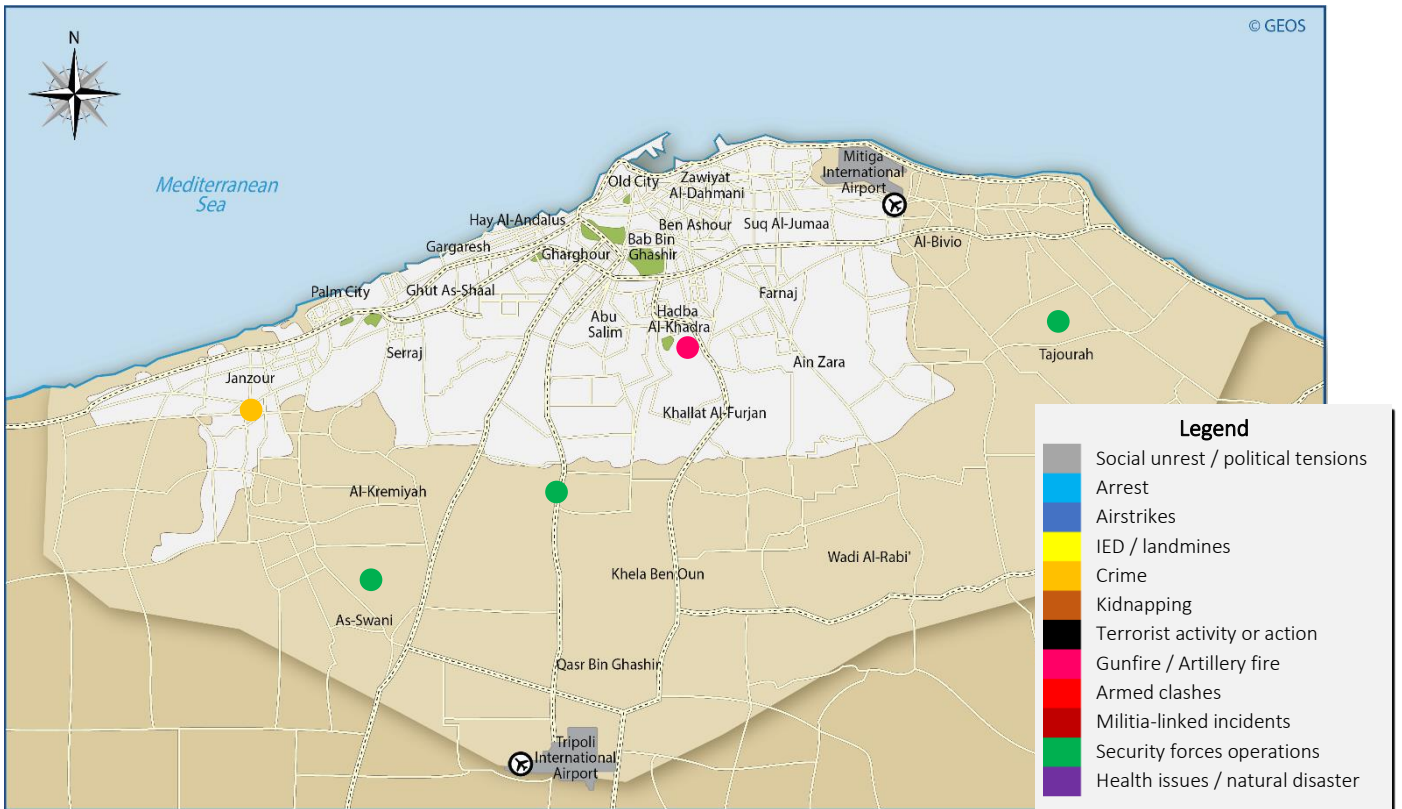 © GEOS
N
Mediterranean
Sea
Mitiga
International
Airport
Old City
Zawiyat
Al-Dahmani
Hay Al-Andalus
Ben Ashour
Suq Al-Jumaa
Gargaresh
Bab Bin
Ghashir
Al-Bivio
Gharghour
Palm City
Ghut As-Shaal
Farnaj
Abu
Salim
Hadba
Al-Khadra
Serraj
Ain Zara
Tajourah
Janzour
Khallat Al-Furjan
Al-Kremiyah
Wadi Al-Rabi'
Khela Ben Oun
As-Swani
Qasr Bin Ghashir
Tripoli
International
Airport
Legend
Social unrest / political tensions
Arrest
Airstrikes
IED / landmines
Crime
Kidnapping
Terrorist activity or action
Gunfire / Artillery fire
Armed clashes
Militia-linked incidents
Security forces operations
Health issues / natural disaster